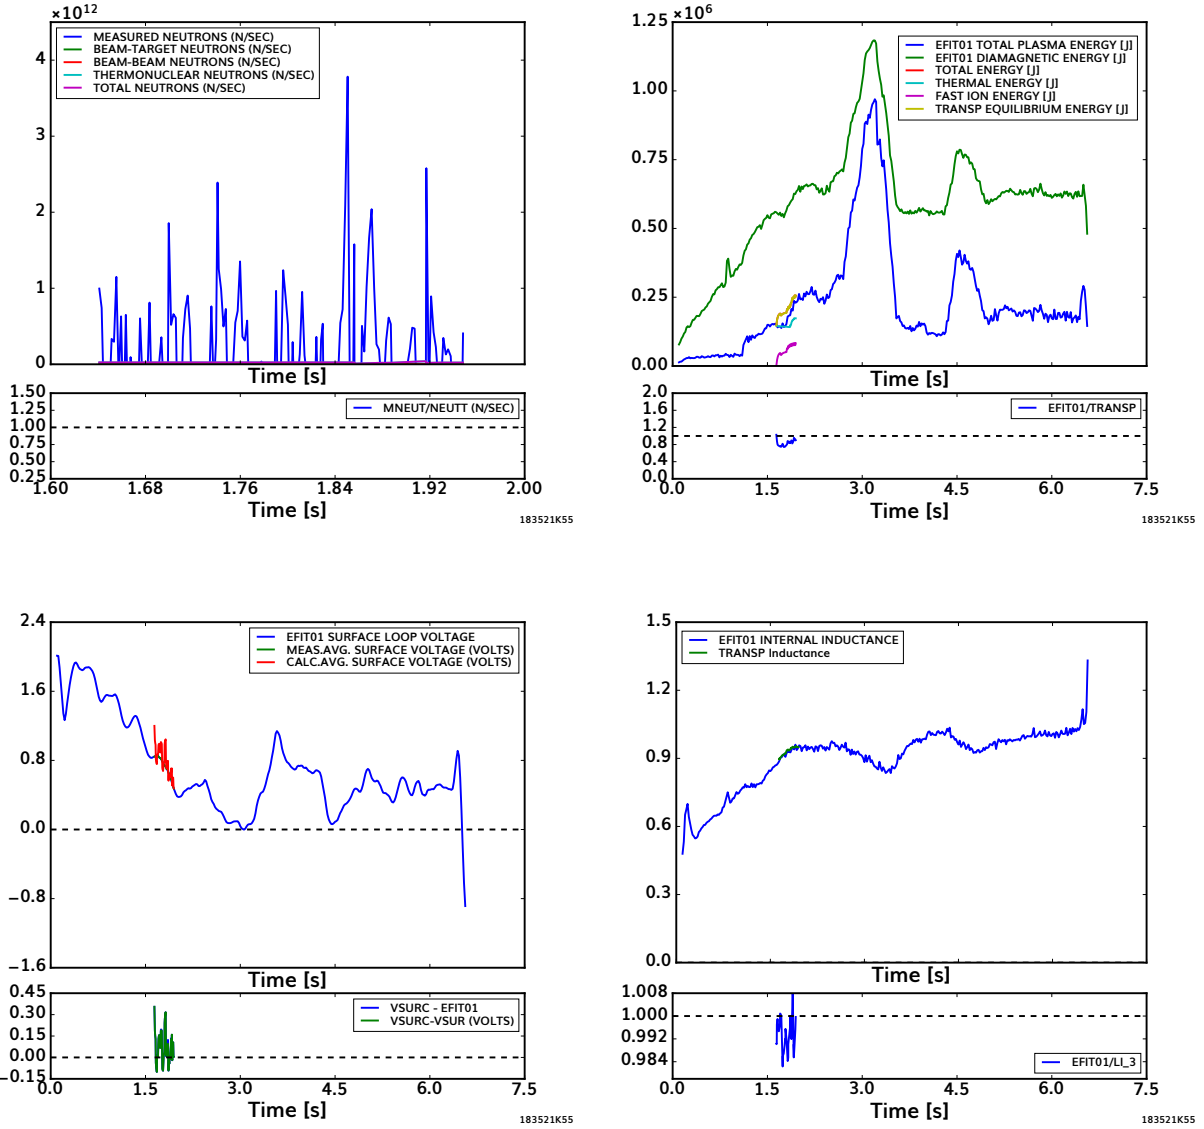 ×10^12
MEASURED NEUTRONS (N/SEC)
BEAM-TARGET NEUTRONS (N/SEC)
BEAM-BEAM NEUTRONS (N/SEC)
THERMONUCLEAR NEUTRONS (N/SEC)
TOTAL NEUTRONS (N/SEC)
4
3
2
1
0
Time [s]
1.50
1.25
1.00
0.75
0.50
0.25
MNEUT/NEUTT (N/SEC)
1.60 1.68 1.76 1.84 1.92 2.00
Time [s]
183521K55
×10^6
1.25
1.00
0.75
0.50
0.25
0.00
EFIT01 TOTAL PLASMA ENERGY [J]
EFIT01 DIAMAGNETIC ENERGY [J]
TOTAL ENERGY [J]
THERMAL ENERGY [J]
FAST ION ENERGY [J]
TRANSP EQUILIBRIUM ENERGY [J]
Time [s]
2.0
1.6
1.2
0.8
0.4
0.0
EFIT01/TRANSP
0.0 1.5 3.0 4.5 6.0 7.5
Time [s]
183521K55
2.4
1.6
0.8
0.0
−0.8
−1.6
EFIT01 SURFACE LOOP VOLTAGE
MEAS.AVG. SURFACE VOLTAGE (VOLTS)
CALC.AVG. SURFACE VOLTAGE (VOLTS)
Time [s]
0.45
0.30
0.15
0.00
−0.15
VSURC - EFIT01
VSURC-VSUR (VOLTS)
0.0 1.5 3.0 4.5 6.0 7.5
Time [s]
183521K55
1.5
1.2
0.9
0.6
0.3
0.0
EFIT01 INTERNAL INDUCTANCE
TRANSP Inductance
Time [s]
1.008
1.000
0.992
0.984
EFIT01/LI_3
0.0 1.5 3.0 4.5 6.0 7.5
Time [s]
183521K55